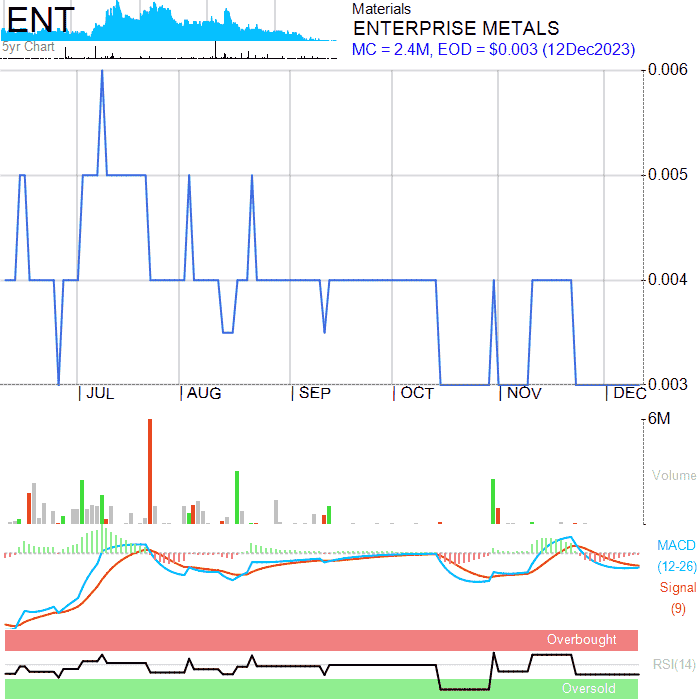 ENT
5yr Chart
Materials
ENTERPRISE METALS
MC = 2.4M, EOD = $0.003 (12Dec2023)
0.006
0.005
0.004
0.003
JUL AUG SEP OCT NOV DEC
6M
Volume
MACD
(12-26)
Signal
(9)
Overbought
RSI(14)
Oversold